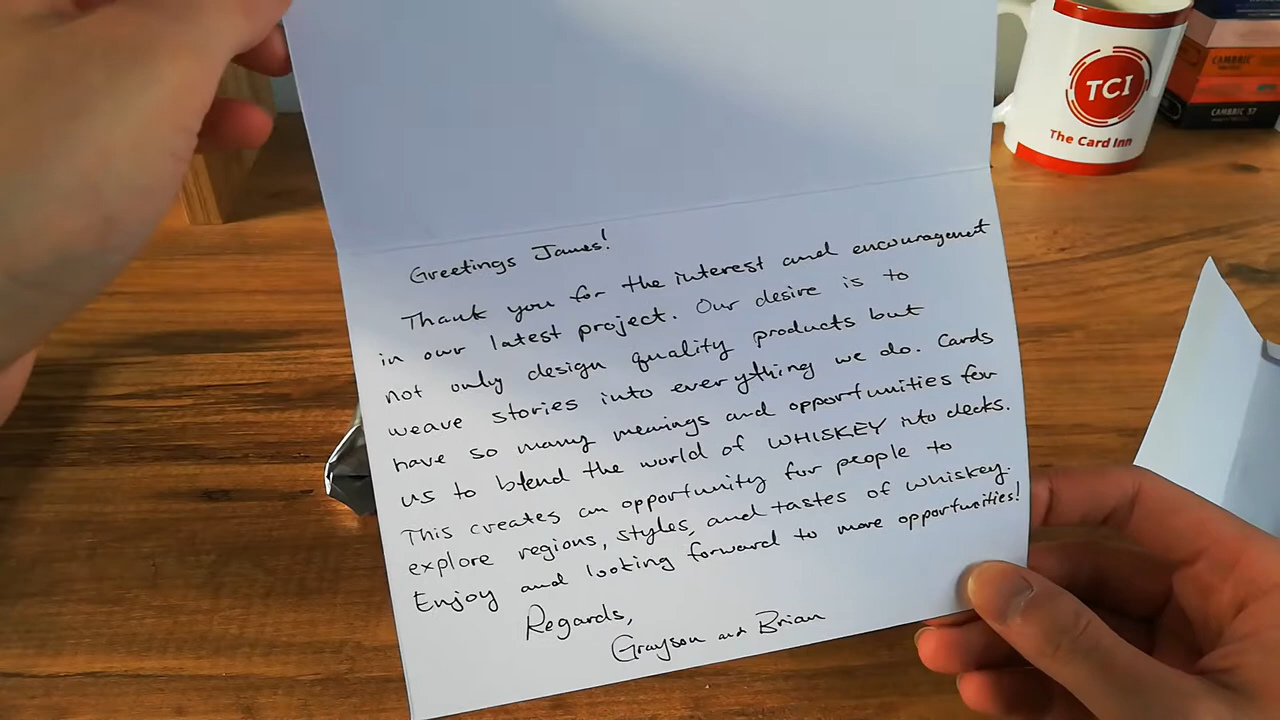 Greetings James!
Thank you for the interest and encouragement
in our latest project. Our desire is to
not only design quality products but
weave stories into everything we do. Cards
have so many meanings and opportunities for
us to blend the world of WHISKEY into decks.
This creates an opportunity for people to
explore regions, styles, and tastes of whiskey.
Enjoy and looking forward to more opportunities!
Regards,
Grayson and Brian
TCI
The Card Inn
CAMBRIC
CAMBRIC 37